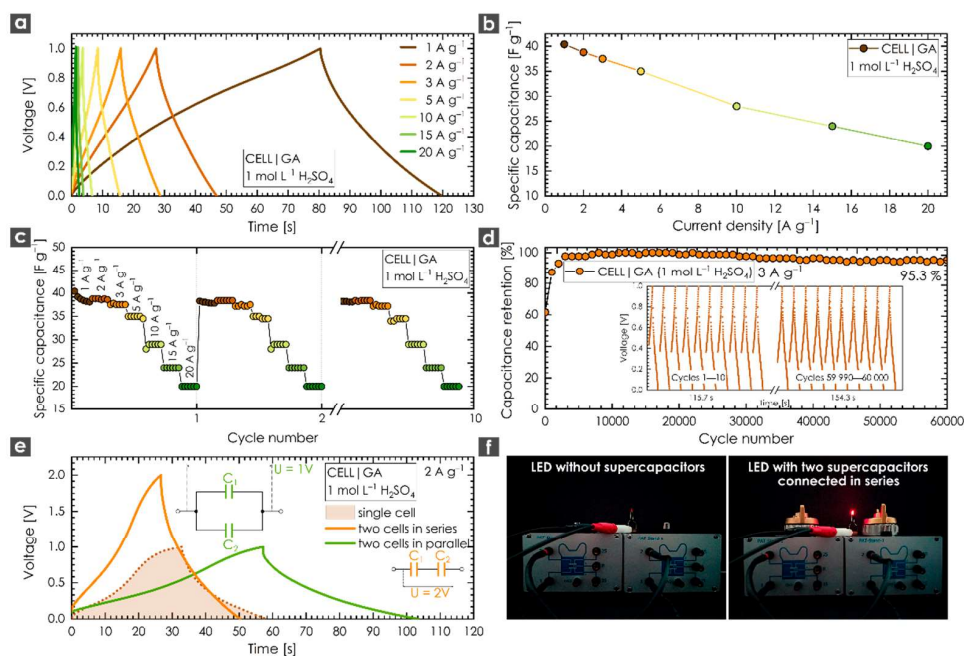 a
Voltage [V]
1.0
0.8
0.6
0.4
0.2
0.0
1 A g⁻¹
2 A g⁻¹
3 A g⁻¹
5 A g⁻¹
10 A g⁻¹
15 A g⁻¹
20 A g⁻¹
CELL|GA
1 mol L⁻¹ H₂SO₄
0 10 20 30 40 50 60 70 80 90 100 110 120 130
Time [s]
b
Specific capacitance [F g⁻¹]
45
40
35
30
25
20
15
CELL|GA
1 mol L⁻¹ H₂SO₄
0 2 4 6 8 10 12 14 16 18 20
Current density [A g⁻¹]
c
Specific capacitance [F g⁻¹]
50
45
40
35
30
25
20
15
1 A g⁻¹
2 A g⁻¹
3 A g⁻¹
5 A g⁻¹
10 A g⁻¹
15 A g⁻¹
20 A g⁻¹
CELL|GA
1 mol L⁻¹ H₂SO₄
1 2 10
Cycle number
d
Capacitance retention [%]
100
80
60
40
20
0
CELL|GA (1 mol L⁻¹ H₂SO₄) 3 A g⁻¹
95.3 %
Voltage [V]
1.0
0.8
0.6
0.4
0.2
0.0
Cycles 1—10
Cycles 59 990—60 000
115.7 s
154.3 s
Time [s]
0 10000 20000 30000 40000 50000 60000
Cycle number
e
Voltage [V]
2.0
1.5
1.0
0.5
0.0
C₁
C₂
U = 1V
CELL|GA
1 mol L⁻¹ H₂SO₄
2 A g⁻¹
single cell
two cells in series
two cells in parallel
C₁ C₂
U = 2V
0 10 20 30 40 50 60 70 80 90 100 110 120
Time [s]
f
LED without supercapacitors
LED with two supercapacitors
connected in series